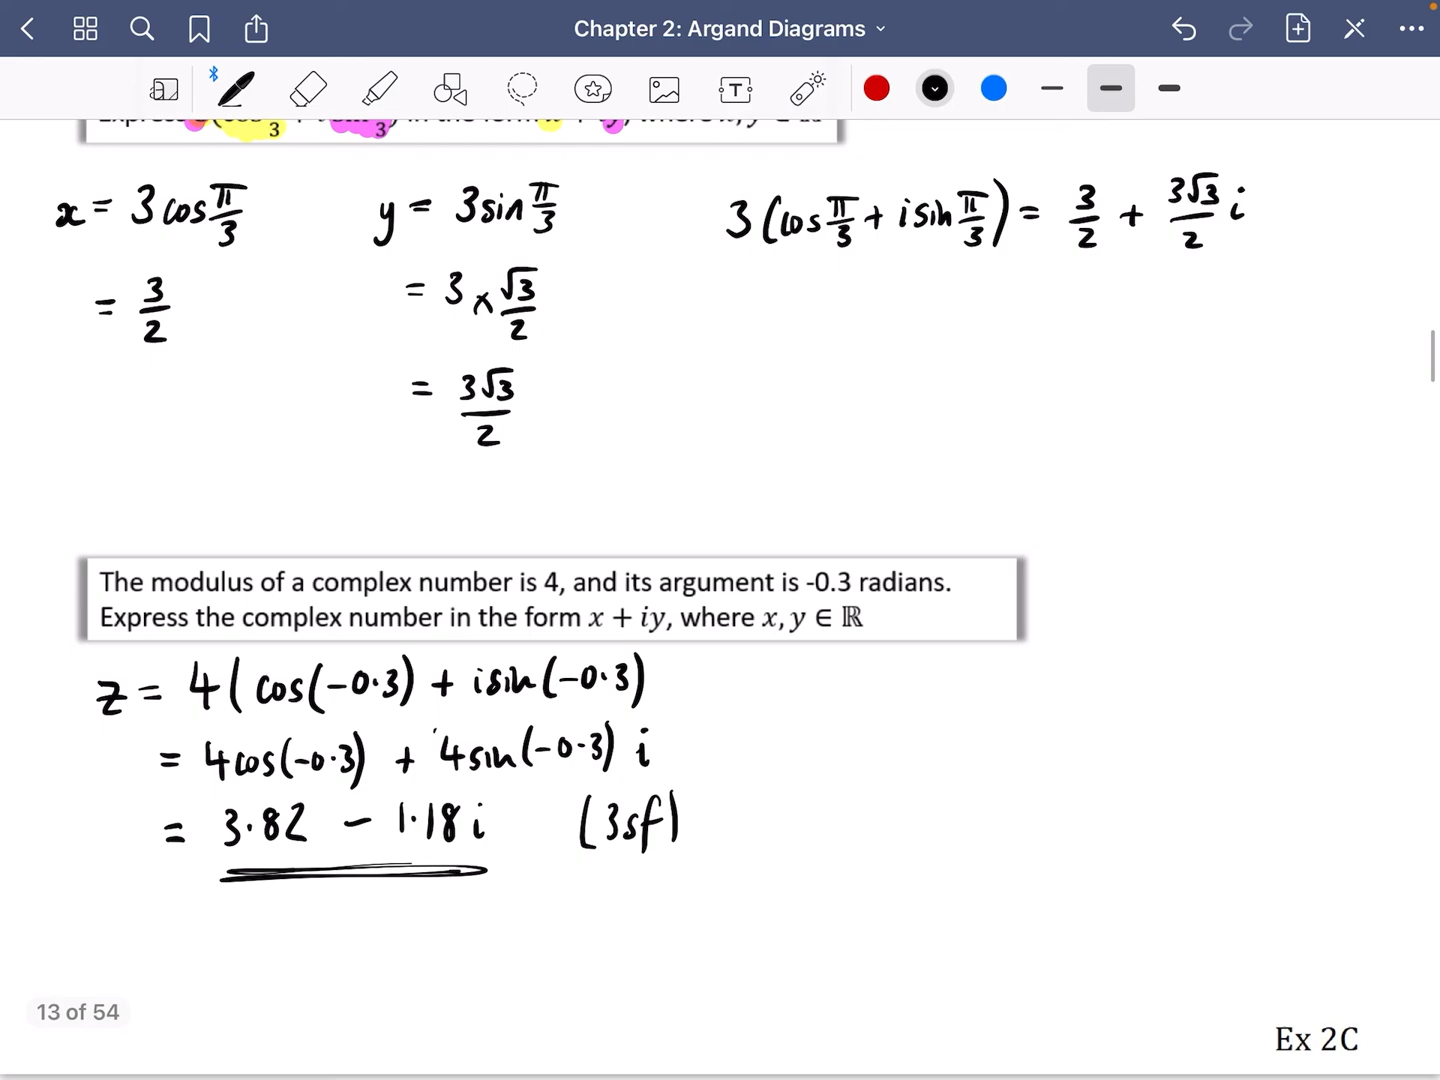 Chapter 2: Argand Diagrams
x = 3cos π/3
= 3/2
y = 3sin π/3
= 3 × √3/2
= 3√3/2
3(cos π/3 + isin π/3) = 3/2 + 3√3/2 i
The modulus of a complex number is 4, and its argument is -0.3 radians.
Express the complex number in the form x + iy, where x, y ∈ ℝ
z = 4(cos(-0.3) + isin(-0.3)
= 4cos(-0.3) + 4sin(-0.3) i
= 3.82 - 1.18i (3sf)
13 of 54
Ex 2C